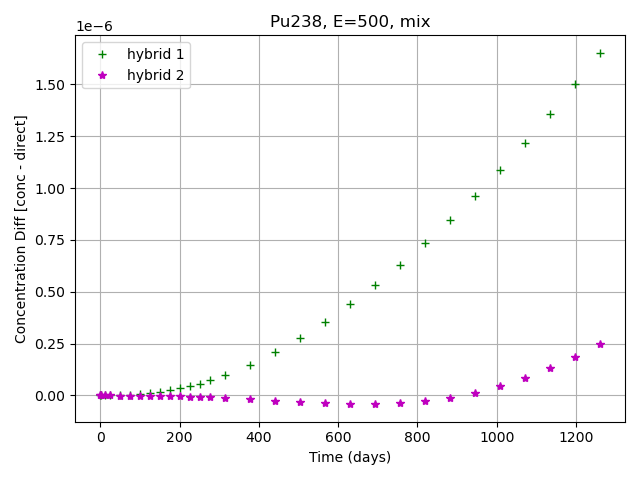 Pu238, E=500, mix
1e−6
hybrid 1
hybrid 2
1.50
1.25
1.00
0.75
0.50
0.25
0.00
Concentration Diff [conc - direct]
0 200 400 600 800 1000 1200
Time (days)